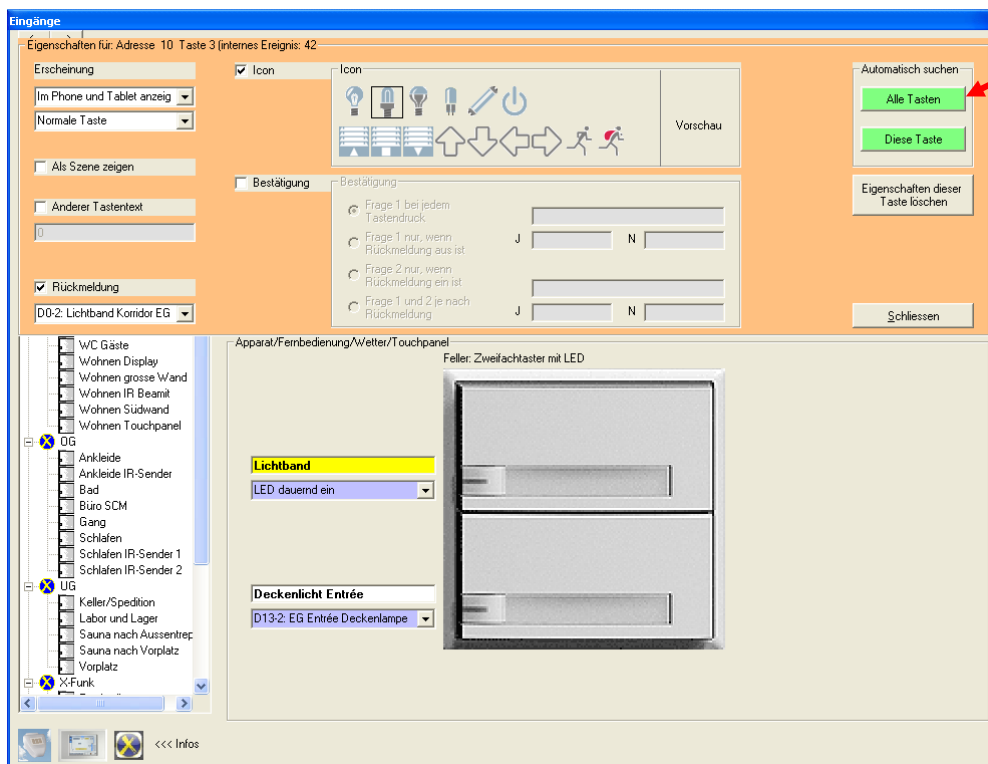 Eingänge
Eigenschaften für: Adresse 10 Taste 3 (internes Ereignis: 42
Erscheinung
Icon
Icon
Automatisch suchen
Im Phone und Tablet anzeig
Alle Tasten
Normale Taste
Vorschau
Diese Taste
Als Szene zeigen
Bestätigung
Bestätigung
Eigenschaften dieser
Taste löschen
Anderer Tastentext
Frage 1 bei jedem
Tastendruck
0
Frage 1 nur, wenn
Rückmeldung aus ist
J
N
Frage 2 nur, wenn
Rückmeldung ein ist
Rückmeldung
Frage 1 und 2 je nach
Rückmeldung
J
N
D0-2: Lichtband Korridor EG
Schliessen
WC Gäste
Wohnen Display
Wohnen grosse Wand
Wohnen IR Beamit
Wohnen Südwand
Wohnen Touchpanel
OG
Ankleide
Ankleide IR-Sender
Bad
Büro SCM
Gang
Schlafen
Schlafen IR-Sender 1
Schlafen IR-Sender 2
UG
Keller/Spedition
Labor und Lager
Sauna nach Aussentrep
Sauna nach Vorplatz
Vorplatz
X-Funk
Apparat/Fernbedienung/Wetter/Touchpanel
Feller: Zweifachtaster mit LED
Lichtband
LED dauernd ein
Deckenlicht Entrée
D13-2: EG Entrée Deckenlampe
<<< Infos